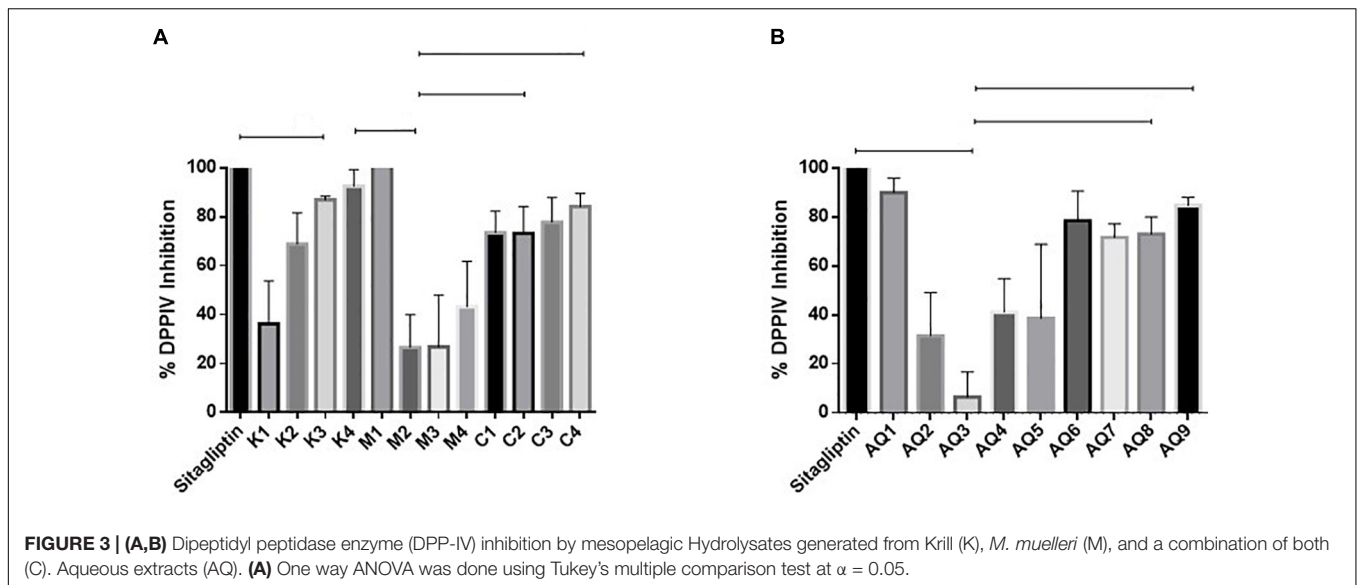 A
% DPPIV Inhibition
100
80
60
40
20
0
Sitagliptin
K1
K2
K3
K4
M1
M2
M3
M4
C1
C2
C3
C4
B
% DPPIV Inhibition
100
80
60
40
20
0
Sitagliptin
AQ1
AQ2
AQ3
AQ4
AQ5
AQ6
AQ7
AQ8
AQ9
FIGURE 3 | (A,B) Dipeptidyl peptidase enzyme (DPP-IV) inhibition by mesopelagic Hydrolysates generated from Krill (K), M. muelleri (M), and a combination of both
(C). Aqueous extracts (AQ). (A) One way ANOVA was done using Tukey's multiple comparison test at α = 0.05.